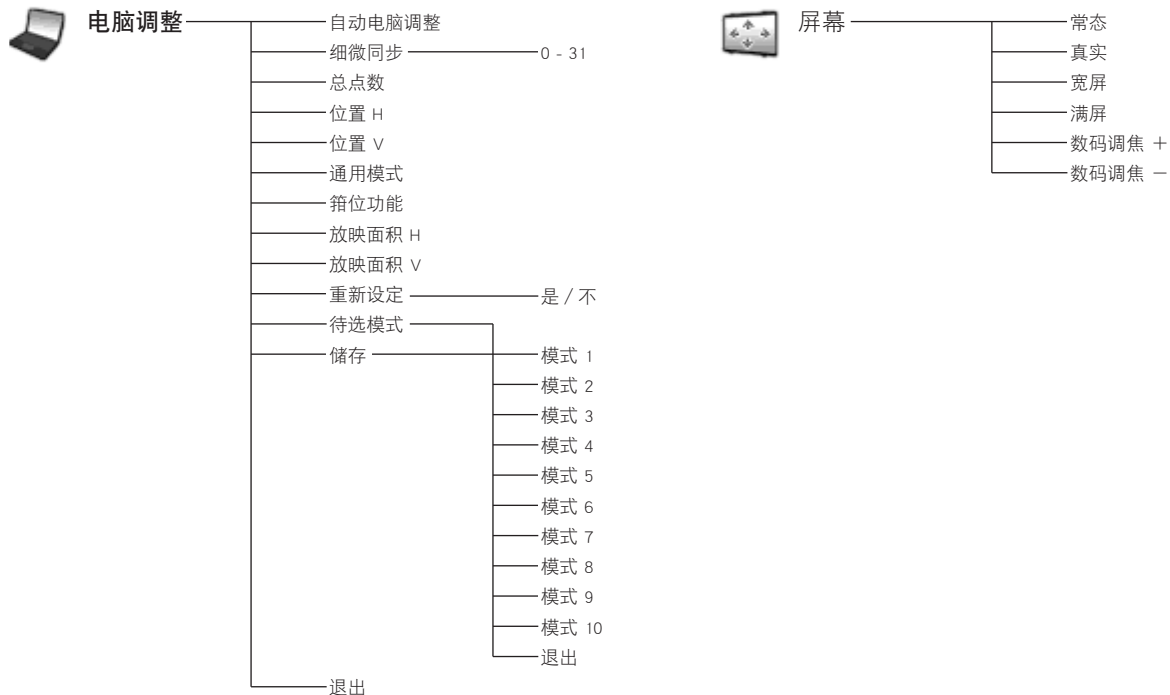 电脑调整
自动电脑调整
细微同步
0 - 31
总点数
位置 H
位置 V
通用模式
箝位功能
放映面积 H
放映面积 V
重新设定
是 / 不
待选模式
储存
模式 1
模式 2
模式 3
模式 4
模式 5
模式 6
模式 7
模式 8
模式 9
模式 10
退出
退出
屏幕
常态
真实
宽屏
满屏
数码调焦 +
数码调焦 －